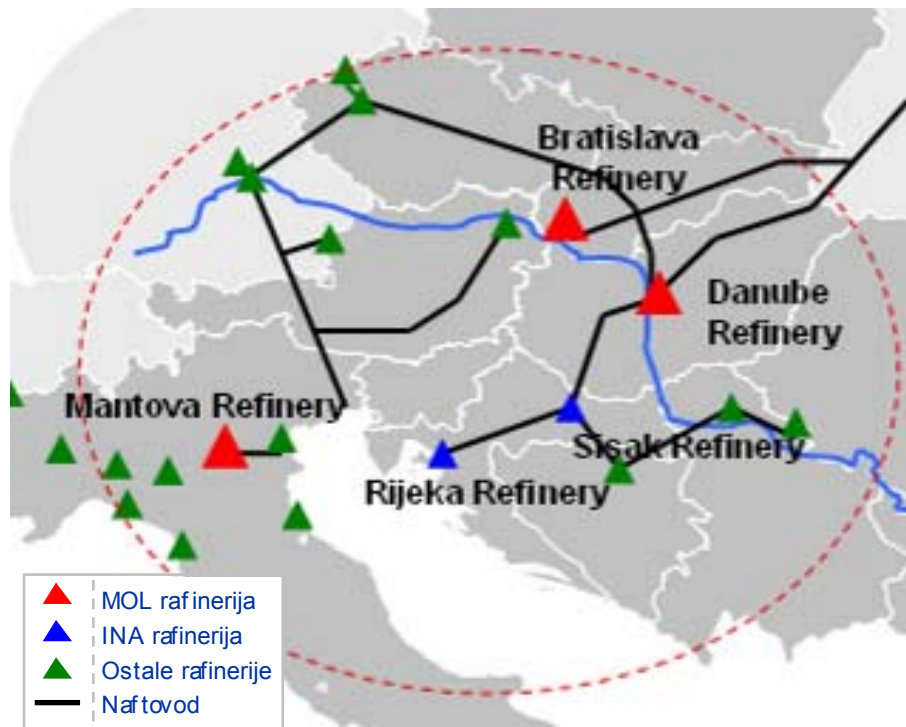 Bratislava
Refinery
Danube
Refinery
Mantova Refinery
Sisak Refinery
Rijeka Refinery
MOL rafinerija
INA rafinerija
Ostale rafinerije
Naftovod